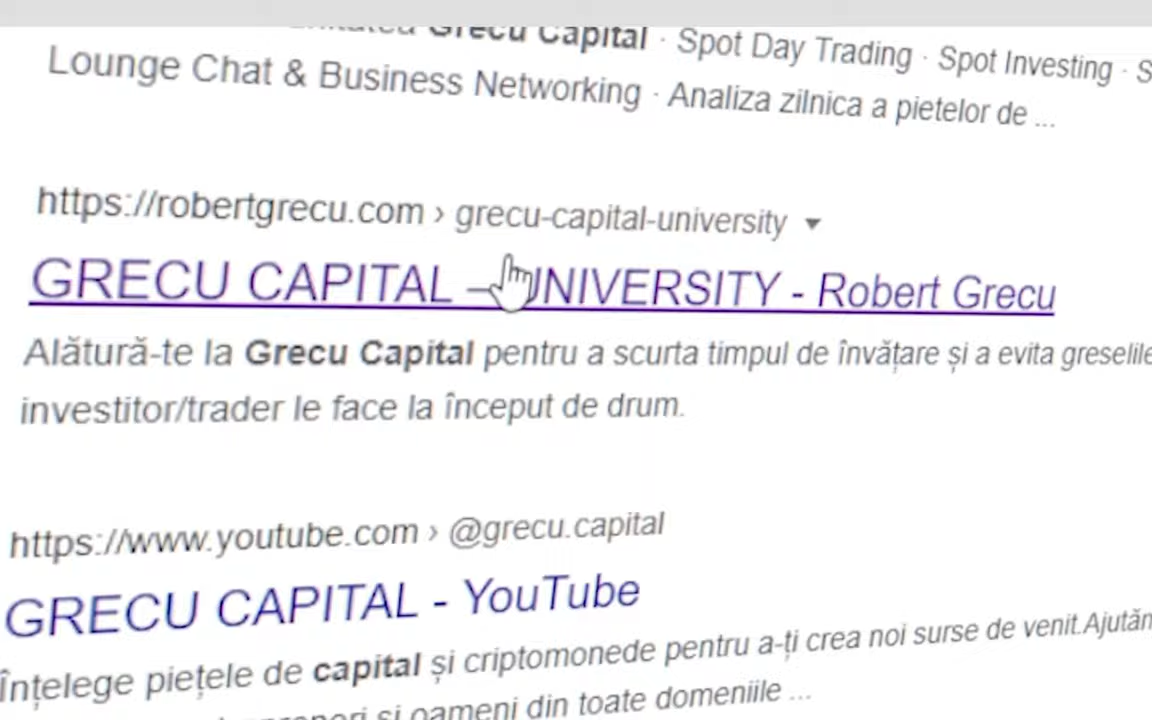 Grecu Capital · Spot Day Trading · Spot Investing ·
Lounge Chat & Business Networking · Analiza zilnica a pietelor de ...
https://robertgrecu.com › grecu-capital-university
GRECU CAPITAL – UNIVERSITY - Robert Grecu
Alătură-te la Grecu Capital pentru a scurta timpul de învățare și a evita greselile
investitor/trader le face la început de drum.
https://www.youtube.com › @grecu.capital
GRECU CAPITAL - YouTube
Înțelege piețele de capital și criptomonede pentru a-ți crea noi surse de venit.Ajutăm
și oameni din toate domeniile ...